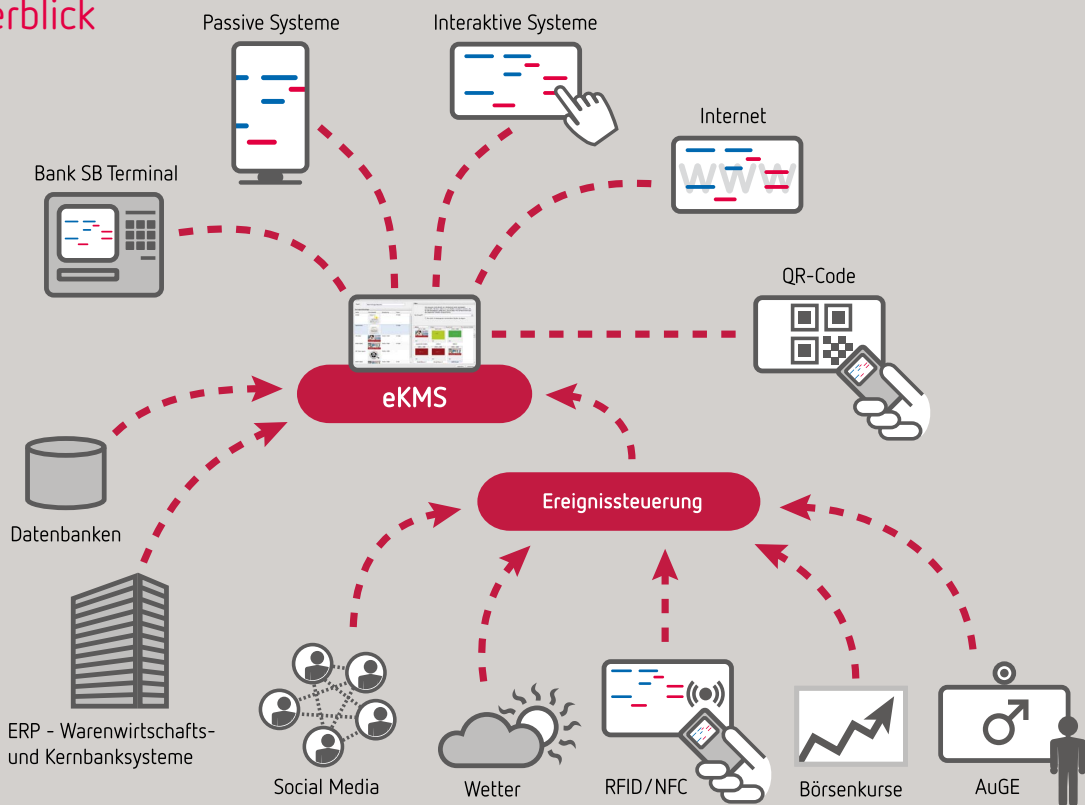 erblick
Passive Systeme
Interaktive Systeme
Internet
WWW
Bank SB Terminal
QR-Code
eKMS
Ereignissteuerung
Datenbanken
ERP - Warenwirtschafts-
und Kernbanksysteme
Social Media
Wetter
RFID/NFC
Börsenkurse
AuGE